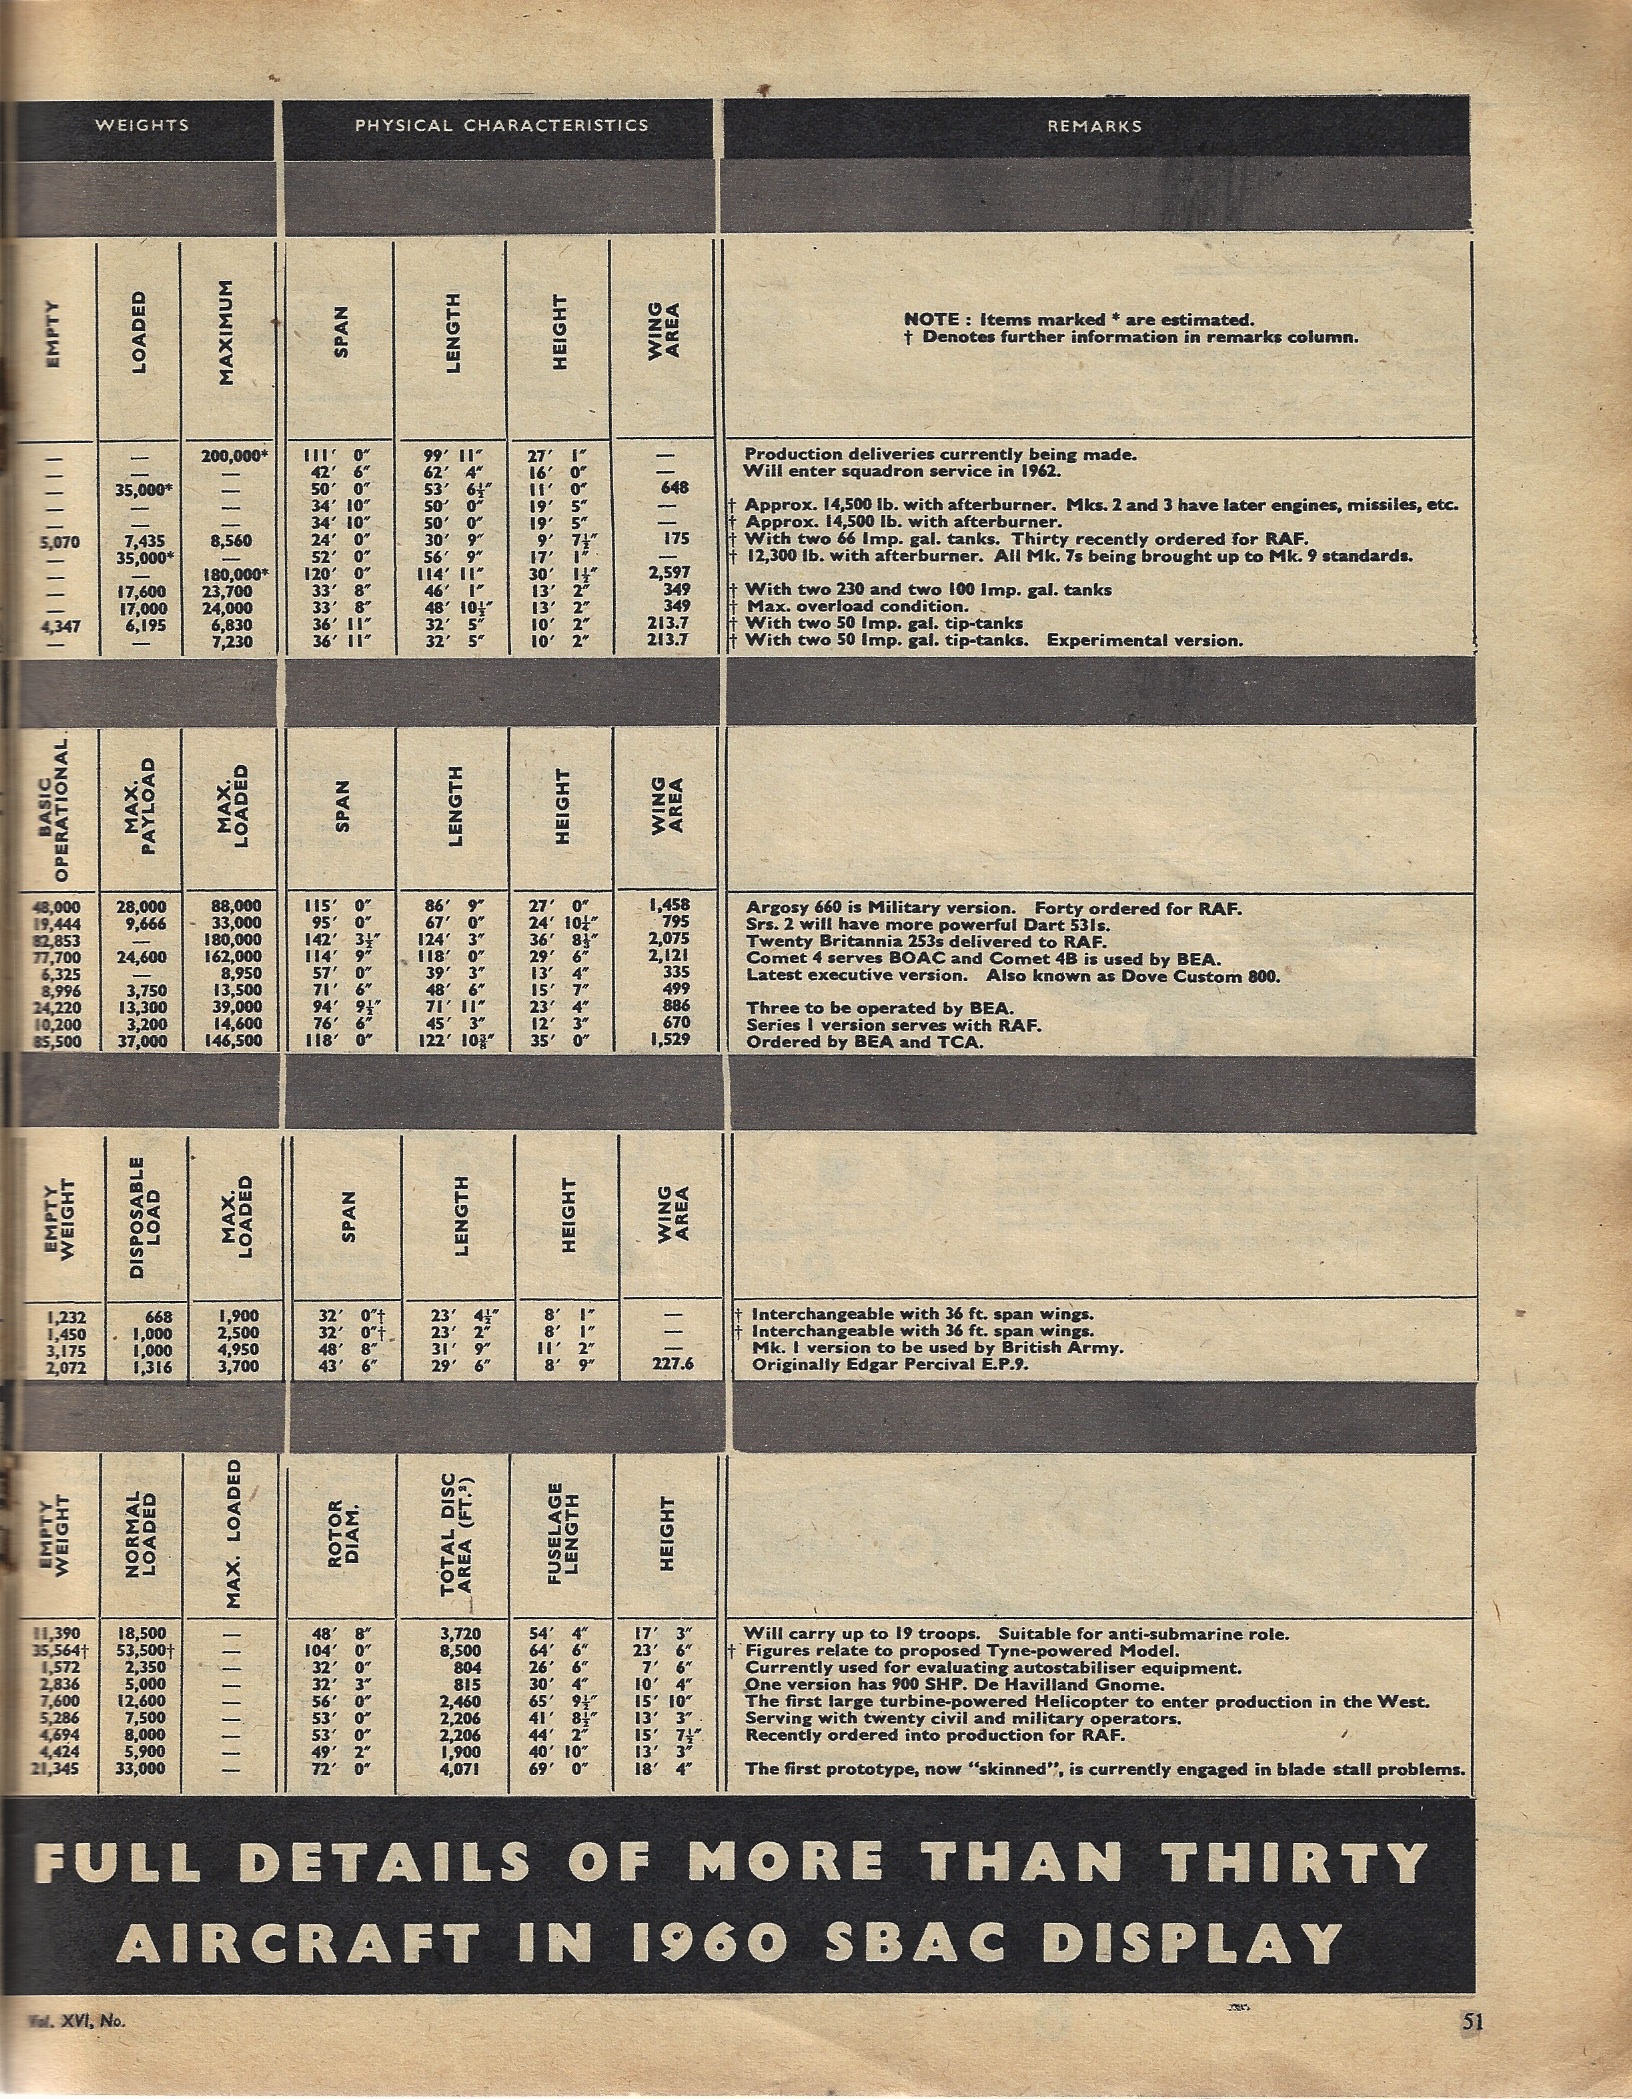 WEIGHTS PHYSICAL CHARACTERISTICS REMARKS
EMPTY LOADED MAXIMUM SPAN LENGTH HEIGHT WING AREA
NOTE : Items marked * are estimated.
† Denotes further information in remarks column.
— — 200,000* 111′ 0″ 99′ 11″ 27′ 1″ — Production deliveries currently being made.
— — — 42′ 6″ 62′ 4″ 16′ 0″ — Will enter squadron service in 1962.
— 35,000* — 50′ 0″ 53′ 6½″ 11′ 0″ 648
— — — 34′ 10″ 50′ 0″ 19′ 5″ — † Approx. 14,500 lb. with afterburner. Mks. 2 and 3 have later engines, missiles, etc.
— — — 34′ 10″ 50′ 0″ 19′ 5″ — † Approx. 14,500 lb. with afterburner.
5,070 7,435 8,560 24′ 0″ 30′ 9″ 9′ 7½″ 175 † With two 66 Imp. gal. tanks. Thirty recently ordered for RAF.
— 35,000* — 52′ 0″ 56′ 9″ 17′ 1″ — † 12,300 lb. with afterburner. All Mk. 7s being brought up to Mk. 9 standards.
— — 180,000* 120′ 0″ 114′ 11″ 30′ 1½″ 2,597
— 17,600 23,700 33′ 8″ 46′ 1″ 13′ 2″ 349 † With two 230 and two 100 Imp. gal. tanks
— 17,000 24,000 33′ 8″ 48′ 10½″ 13′ 2″ 349 † Max. overload condition.
4,347 6,195 6,830 36′ 11″ 32′ 5″ 10′ 2″ 213.7 † With two 50 Imp. gal. tip-tanks
— — 7,230 36′ 11″ 32′ 5″ 10′ 2″ 213.7 † With two 50 Imp. gal. tip-tanks. Experimental version.
BASIC OPERATIONAL MAX. PAYLOAD MAX. LOADED SPAN LENGTH HEIGHT WING AREA
48,000 28,000 88,000 115′ 0″ 86′ 9″ 27′ 0″ 1,458 Argosy 660 is Military version. Forty ordered for RAF.
19,444 9,666 33,000 95′ 0″ 67′ 0″ 24′ 10¼″ 795 Srs. 2 will have more powerful Dart 531s.
82,853 — 180,000 142′ 3½″ 124′ 3″ 36′ 2,075 Twenty Britannia 253s delivered to RAF.
77,700 24,600 162,000 114′ 9″ 118′ 0″ 29′ 6″ 2,121 Comet 4 serves BOAC and Comet 4B is used by BEA.
6,325 — 8,950 57′ 0″ 39′ 3″ 13′ 4″ 335 Latest executive version. Also known as Dove Custom 800.
8,996 3,750 13,500 71′ 6″ 48′ 6″ 15′ 7″ 499
24,220 13,300 39,000 94′ 9½″ 71′ 11″ 23′ 4″ 886 Three to be operated by BEA.
10,200 3,200 14,600 76′ 6″ 45′ 3″ 12′ 3″ 670 Series 1 version serves with RAF.
85,500 37,000 146,500 118′ 0″ 122′ 10⅜″ 35′ 0″ 1,529 Ordered by BEA and TCA.
EMPTY WEIGHT DISPOSABLE LOAD MAX. LOADED SPAN LENGTH HEIGHT WING AREA
1,232 668 1,900 32′ 0″† 23′ 4½″ 8′ 1″ — † Interchangeable with 36 ft. span wings.
1,450 1,000 2,500 32′ 0″† 23′ 2″ 8′ 1″ — † Interchangeable with 36 ft. span wings.
3,175 1,000 4,950 48′ 8″ 31′ 9″ 11′ 2″ — Mk. 1 version to be used by British Army.
2,072 1,316 3,700 43′ 6″ 29′ 6″ 8′ 9″ 227.6 Originally Edgar Percival E.P.9.
EMPTY WEIGHT NORMAL LOADED MAX. LOADED ROTOR DIAM. TOTAL DISC AREA (FT.²) FUSELAGE LENGTH HEIGHT
11,390 18,500 — 48′ 8″ 3,720 54′ 4″ 17′ 3″ Will carry up to 19 troops. Suitable for anti-submarine role.
35,564† 53,500† — 104′ 0″ 8,500 64′ 6″ 23′ 6″ † Figures relate to proposed Tyne-powered Model.
1,572 2,350 — 32′ 0″ 804 26′ 6″ 7′ 6″ Currently used for evaluating autostabiliser equipment.
2,836 5,000 — 32′ 3″ 815 30′ 4″ 10′ 4″ One version has 900 SHP. De Havilland Gnome.
7,600 12,600 — 56′ 0″ 2,460 65′ 9½″ 15′ 10″ The first large turbine-powered Helicopter to enter production in the West.
5,286 7,500 — 53′ 0″ 2,206 41′ 8½″ 13′ 3″ Serving with twenty civil and military operators.
4,694 8,000 — 53′ 0″ 2,206 44′ 2″ 15′ 7½″ Recently ordered into production for RAF.
4,424 5,900 — 49′ 2″ 1,900 40′ 10″ 13′ 3″
21,345 33,000 — 72′ 0″ 4,071 69′ 0″ 18′ 4″ The first prototype, now “skinned”, is currently engaged in blade stall problems.
FULL DETAILS OF MORE THAN THIRTY
AIRCRAFT IN 1960 SBAC DISPLAY
Vol. XVI, No.
51